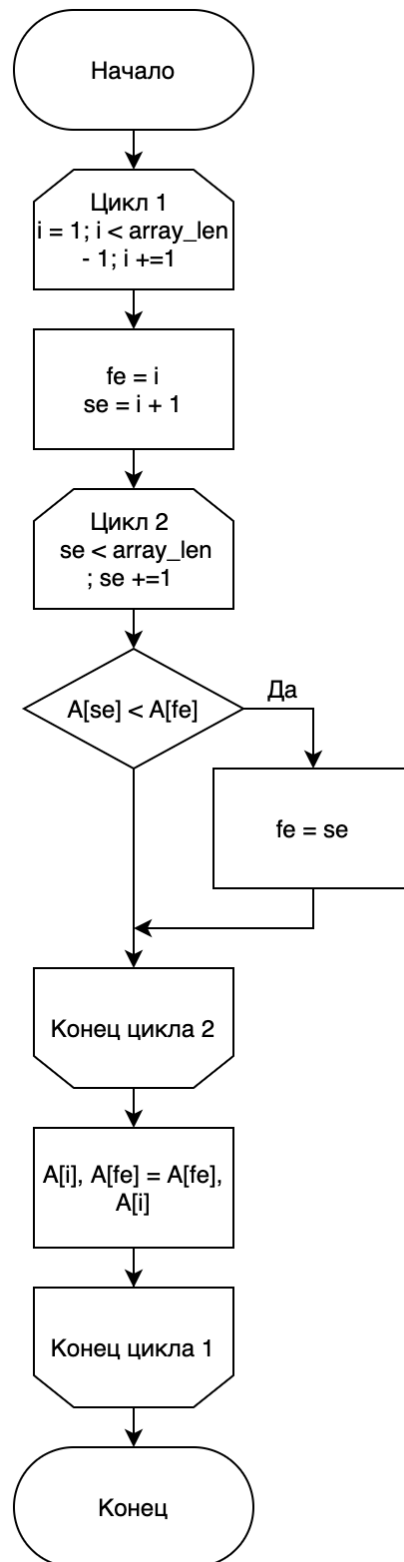 Начало
Цикл 1
i = 1; i < array_len
- 1; i +=1
fe = i
se = i + 1
Цикл 2
se < array_len
; se +=1
A[se] < A[fe]
Да
fe = se
Конец цикла 2
A[i], A[fe] = A[fe],
A[i]
Конец цикла 1
Конец